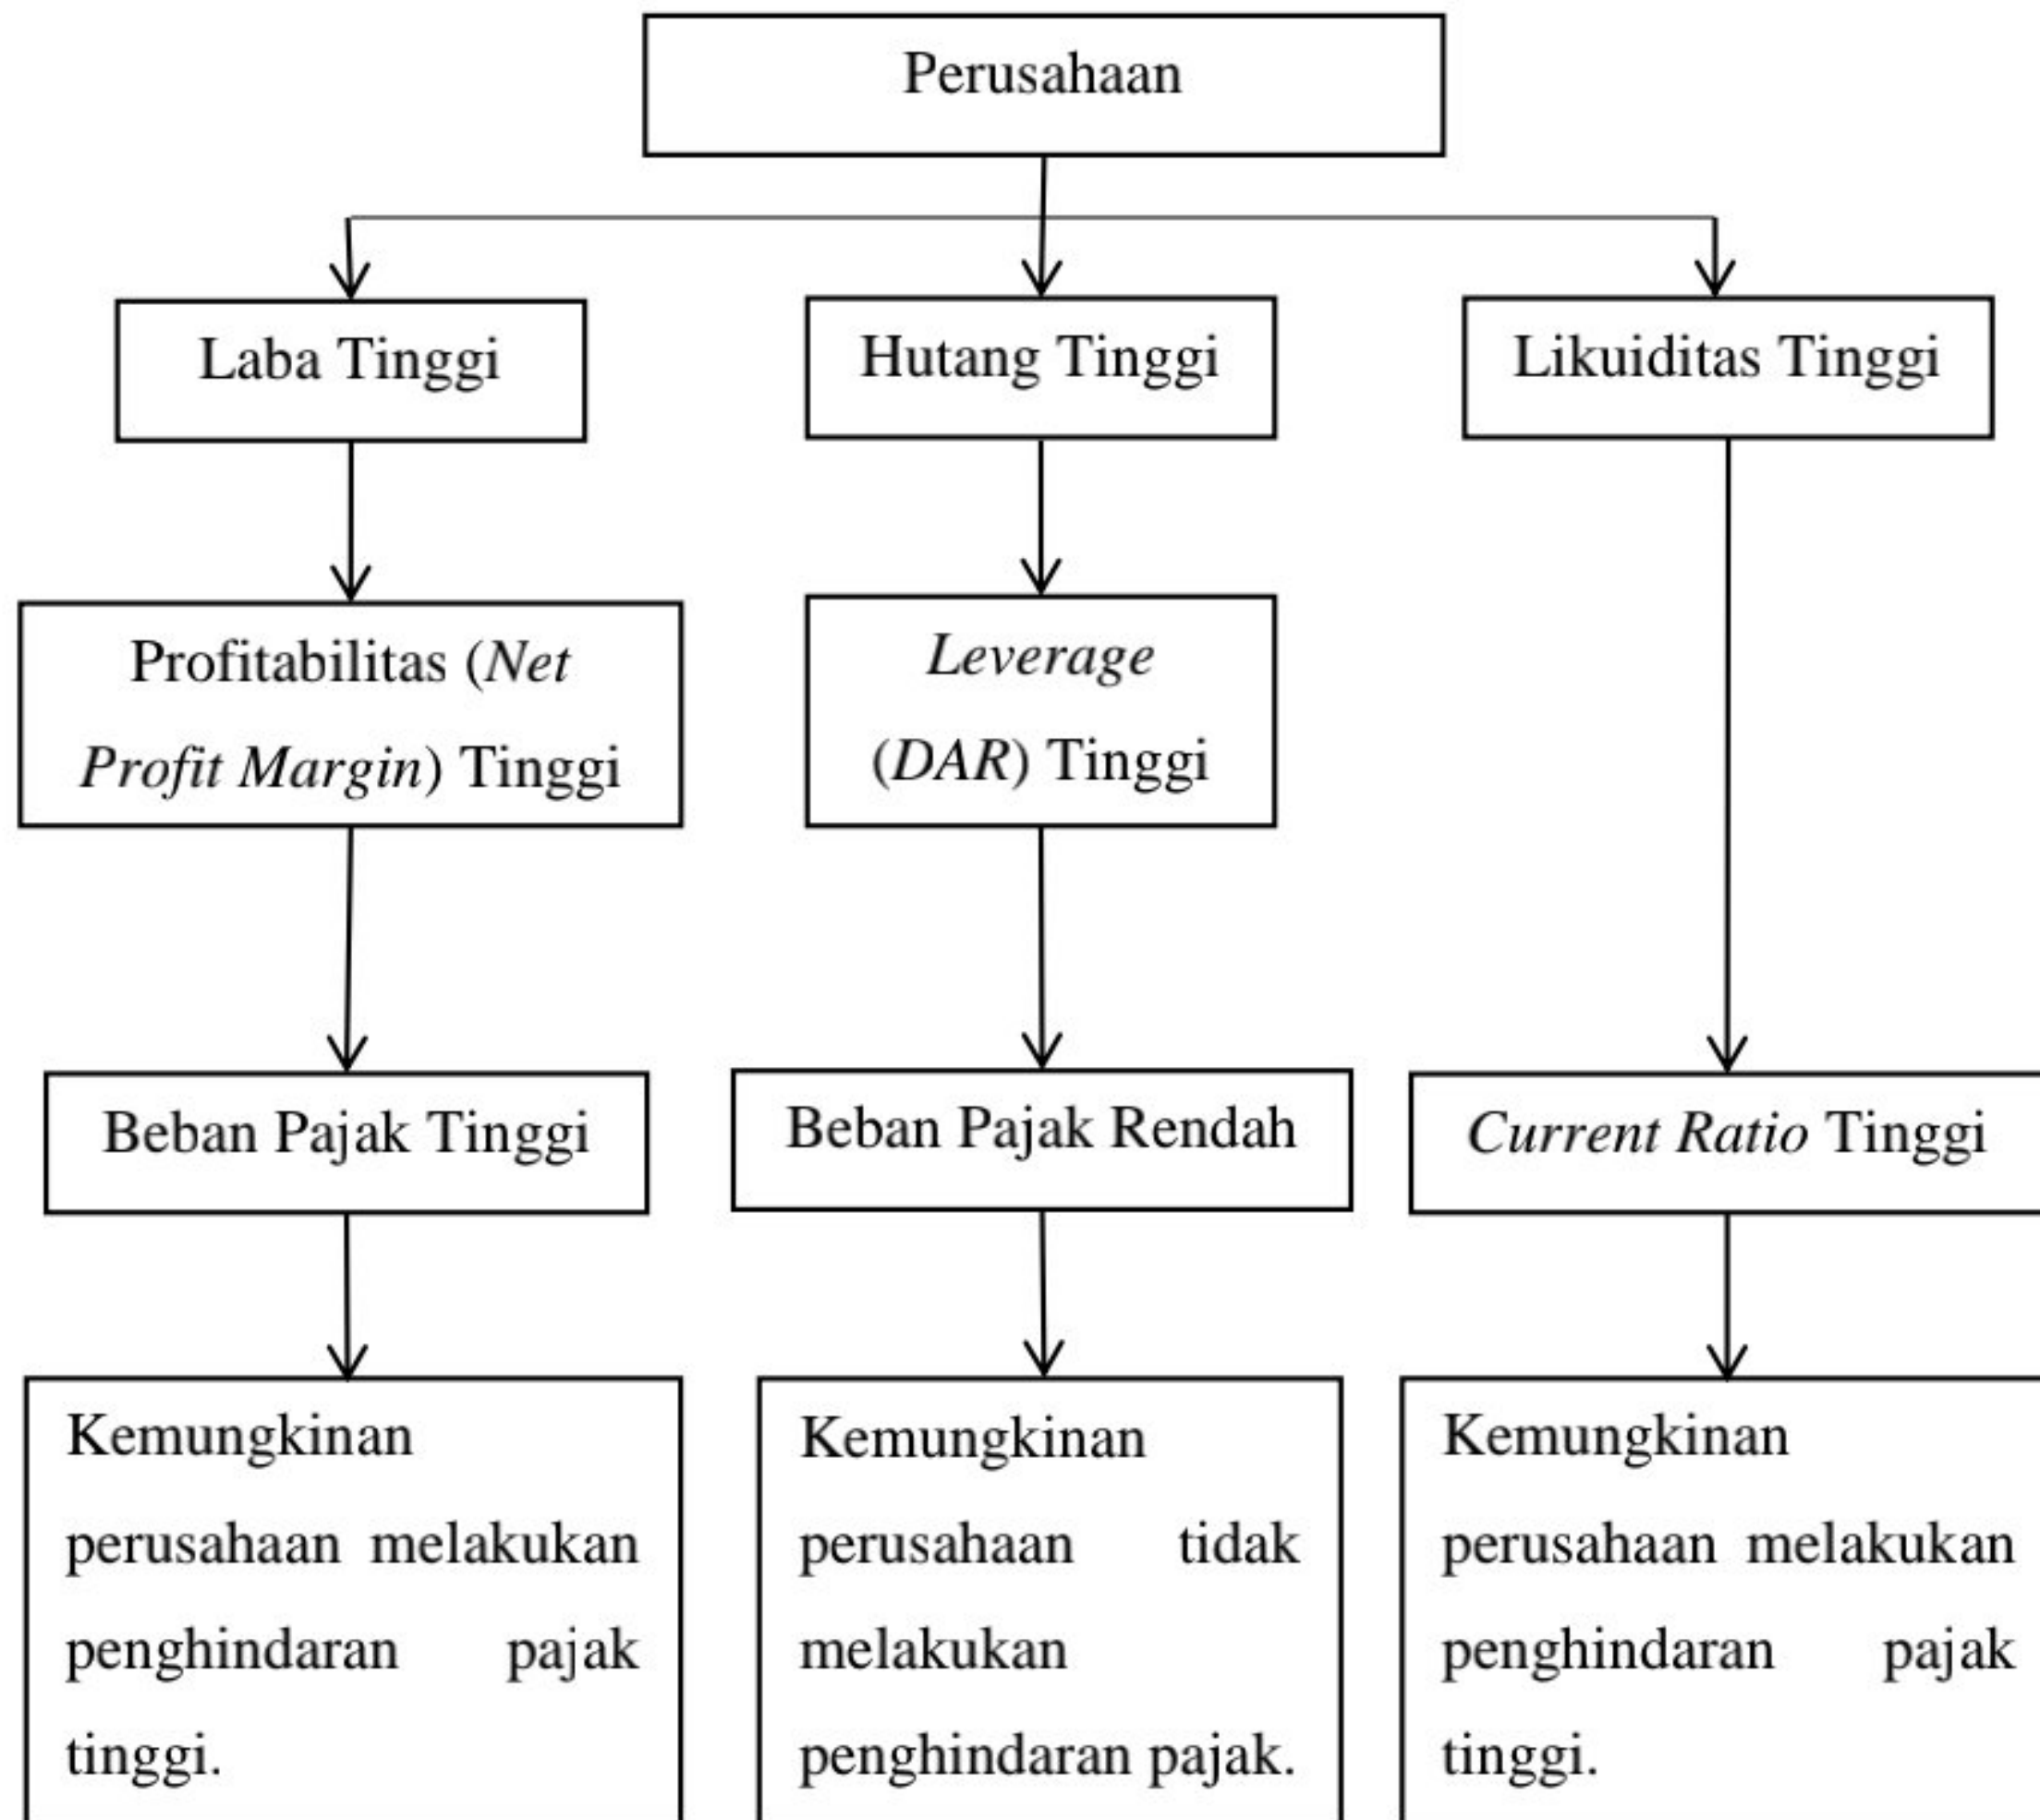 Perusahaan
Laba Tinggi
Hutang Tinggi
Likuiditas Tinggi
Profitabilitas (Net
Profit Margin) Tinggi
Leverage
(DAR) Tinggi
Beban Pajak Tinggi
Beban Pajak Rendah
Current Ratio Tinggi
Kemungkinan
perusahaan melakukan
penghindaran pajak
tinggi.
Kemungkinan
perusahaan tidak
melakukan
penghindaran pajak.
Kemungkinan
perusahaan melakukan
penghindaran pajak
tinggi.